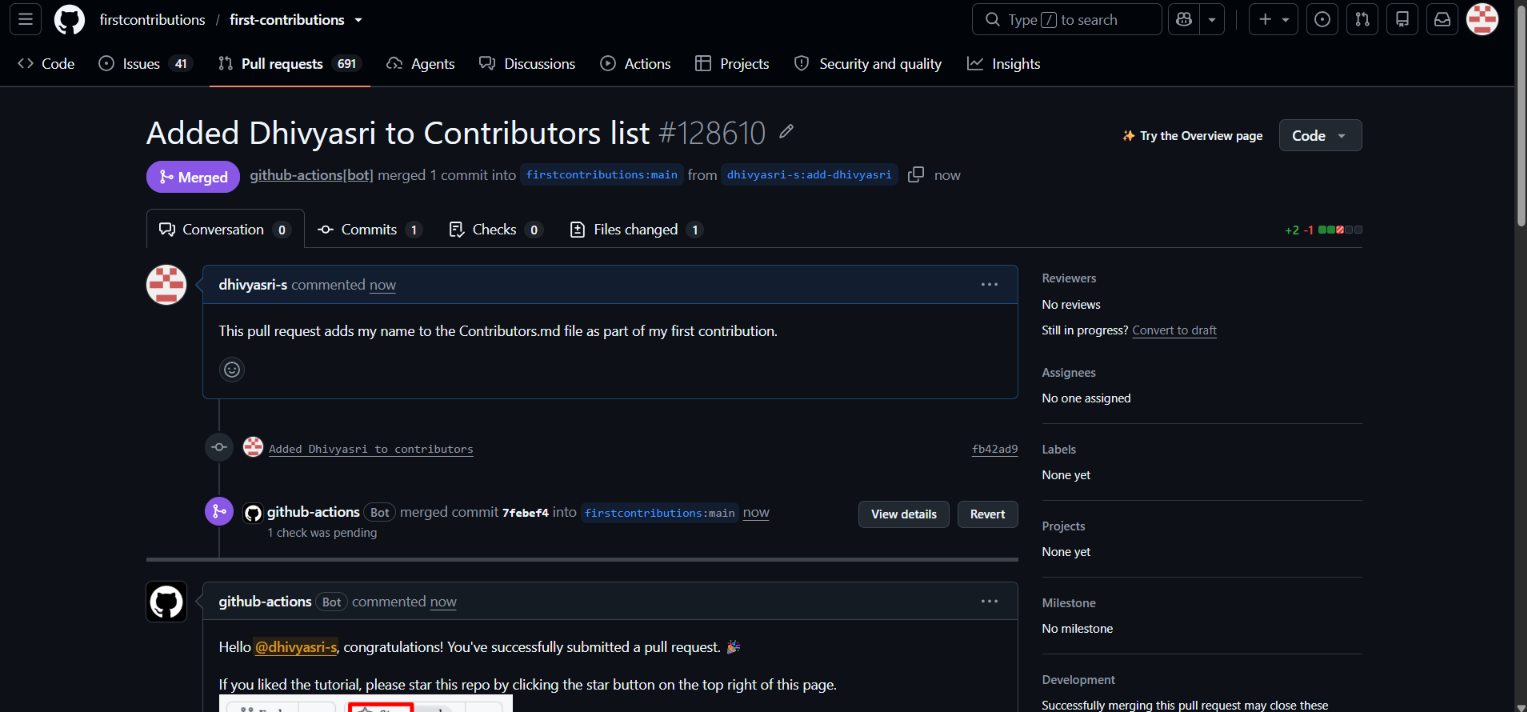 firstcontributions / first-contributions
Type / to search
Code Issues 41 Pull requests 691 Agents Discussions Actions Projects Security and quality Insights
Added Dhivyasri to Contributors list #128610
Try the Overview page Code
Merged github-actions[bot] merged 1 commit into firstcontributions:main from dhivyasri-s:add-dhivyasri now
Conversation 0 Commits 1 Checks 0 Files changed 1 +2 -1
dhivyasri-s commented now
This pull request adds my name to the Contributors.md file as part of my first contribution.
Added Dhivyasri to contributors fb42ad9
github-actions Bot merged commit 7febef4 into firstcontributions:main now
View details Revert
1 check was pending
github-actions Bot commented now
Hello @dhivyasri-s, congratulations! You've successfully submitted a pull request. 🎉
If you liked the tutorial, please star this repo by clicking the star button on the top right of this page.
Reviewers
No reviews
Still in progress? Convert to draft
Assignees
No one assigned
Labels
None yet
Projects
None yet
Milestone
No milestone
Development
Successfully merging this pull request may close these